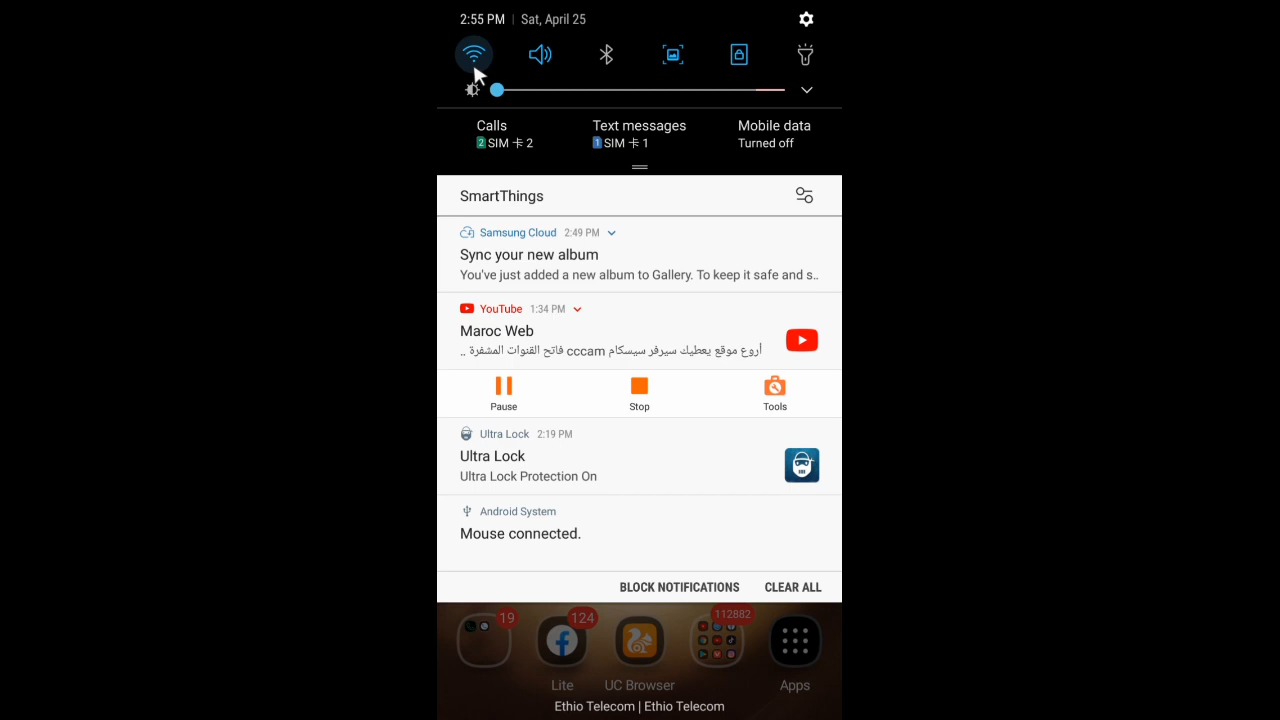 2:55 PM | Sat, April 25
Calls
2 SIM 卡 2
Text messages
1 SIM 卡 1
Mobile data
Turned off
SmartThings
Samsung Cloud 2:49 PM
Sync your new album
You've just added a new album to Gallery. To keep it safe and s..
YouTube 1:34 PM
Maroc Web
أروع موقع يعطيك سيرفر سيسكام cccam فاتح القنوات المشفرة ..
Pause
Stop
Tools
Ultra Lock 2:19 PM
Ultra Lock
Ultra Lock Protection On
Android System
Mouse connected.
BLOCK NOTIFICATIONS
CLEAR ALL
19
124
112882
Lite
UC Browser
Apps
Ethio Telecom | Ethio Telecom